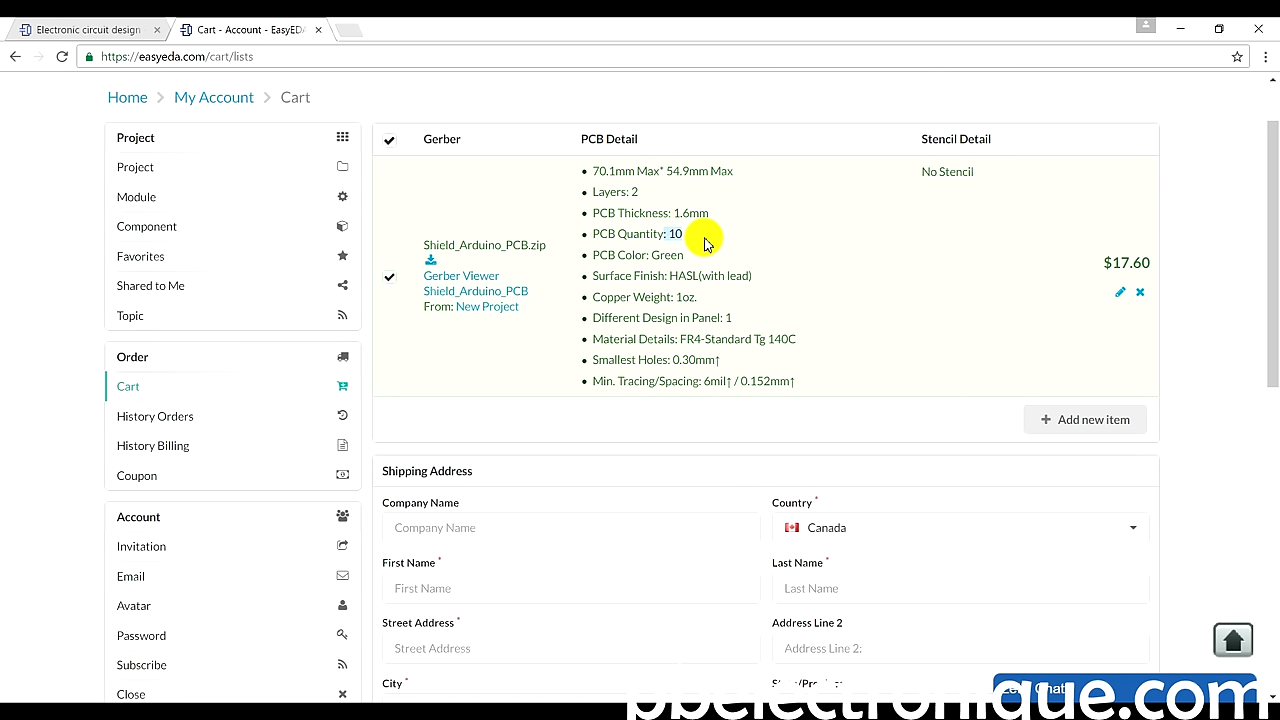 Electronic circuit design
Cart - Account - EasyEDA
https://easyeda.com/cart/lists
Home
My Account
Cart
Project
Project
Module
Component
Favorites
Shared to Me
Topic
Order
Cart
History Orders
History Billing
Coupon
Account
Invitation
Email
Avatar
Password
Subscribe
Close
Gerber
PCB Detail
Stencil Detail
Shield_Arduino_PCB.zip
Gerber Viewer
Shield_Arduino_PCB
From: New Project
70.1mm Max* 54.9mm Max
Layers: 2
PCB Thickness: 1.6mm
PCB Quantity: 10
PCB Color: Green
Surface Finish: HASL(with lead)
Copper Weight: 1oz.
Different Design in Panel: 1
Material Details: FR4-Standard Tg 140C
Smallest Holes: 0.30mm↑
Min. Tracing/Spacing: 6mil↑ / 0.152mm↑
No Stencil
$17.60
+ Add new item
Shipping Address
Company Name
Company Name
Country *
Canada
First Name *
First Name
Last Name *
Last Name
Street Address *
Street Address
Address Line 2
Address Line 2:
City *
Chat
pbelectronique.com